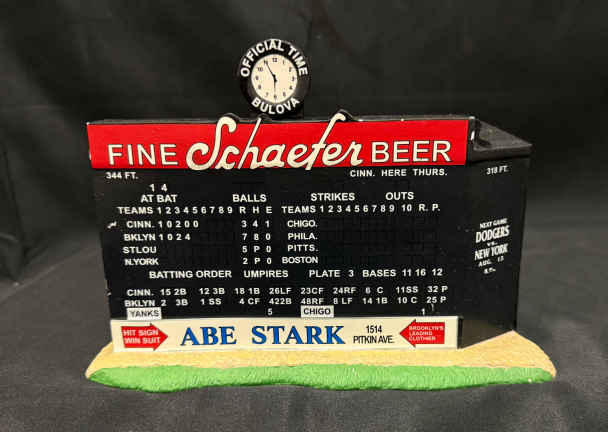 OFFICIAL TIME
BULOVA
FINE Schaefer BEER
344 FT. CINN. HERE THURS. 318 FT.
1 4
AT BAT BALLS STRIKES OUTS
TEAMS 1 2 3 4 5 6 7 8 9 R H E TEAMS 1 2 3 4 5 6 7 8 9 10 R. P.
CINN. 1 0 2 0 0 3 4 1 CHIGO.
BKLYN 1 0 2 4 7 8 0 PHILA.
ST LOU 5 P 0 PITTS.
N.YORK 2 P 0 BOSTON
BATTING ORDER UMPIRES PLATE 3 BASES 11 16 12
CINN. 15 2B 12 3B 18 1B 26LF 23CF 24RF 6 C 11SS 32 P
BKLYN 2 3B 1 SS 4 CF 422B 48RF 8 LF 14 1B 10 C 25 P
YANKS 5 CHIGO 1
NEXT GAME
DODGERS
VS.
NEW YORK
AUG. 15
HIT SIGN
WIN SUIT
ABE STARK
1514
PITKIN AVE.
BROOKLYN'S
LEADING
CLOTHIER